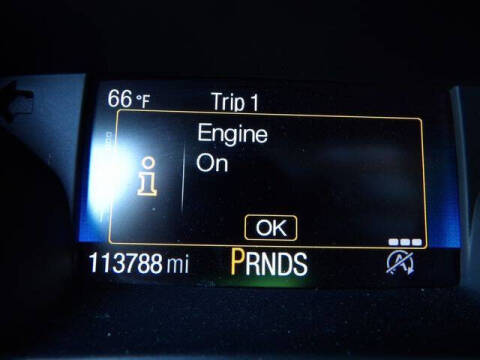 66 °F Trip 1
Engine
On
i
OK
113788 mi PRNDS
A